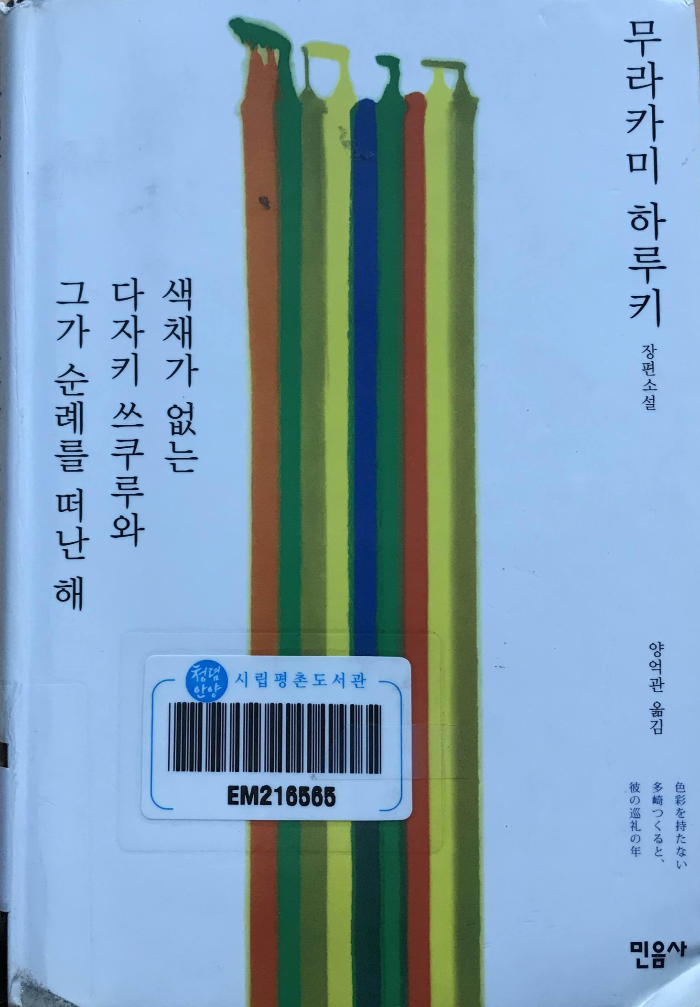 무라카미 하루키
장편소설
색채가 없는
다자키 쓰쿠루와
그가 순례를 떠난 해
양억관 옮김
色彩を持たない
多崎つくると、
彼の巡礼の年
민음사
청렴
안양
시립평촌도서관
EM216565